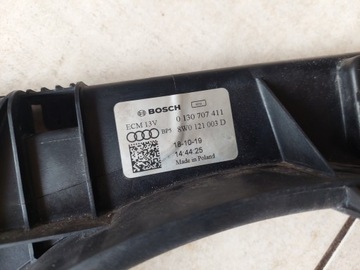 BOSCH
ECM 13V 0 130 707 411
BP5 8W0 121 003 D
18-10-19
14:44:25
Made in Poland